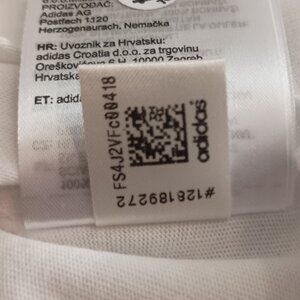 PROIZVOĐAČ:
Adidas AG
Postfach 1120
Herzogenaurach, Nemačka
HR: Uvoznik za Hrvatsku:
adidas Croatia d.o.o. za trgovinu
Oreškovićeva 6H, 10000 Zagreb
Hrvatska
ET: adida
FS4J2VFc00418
adidas
#128189272